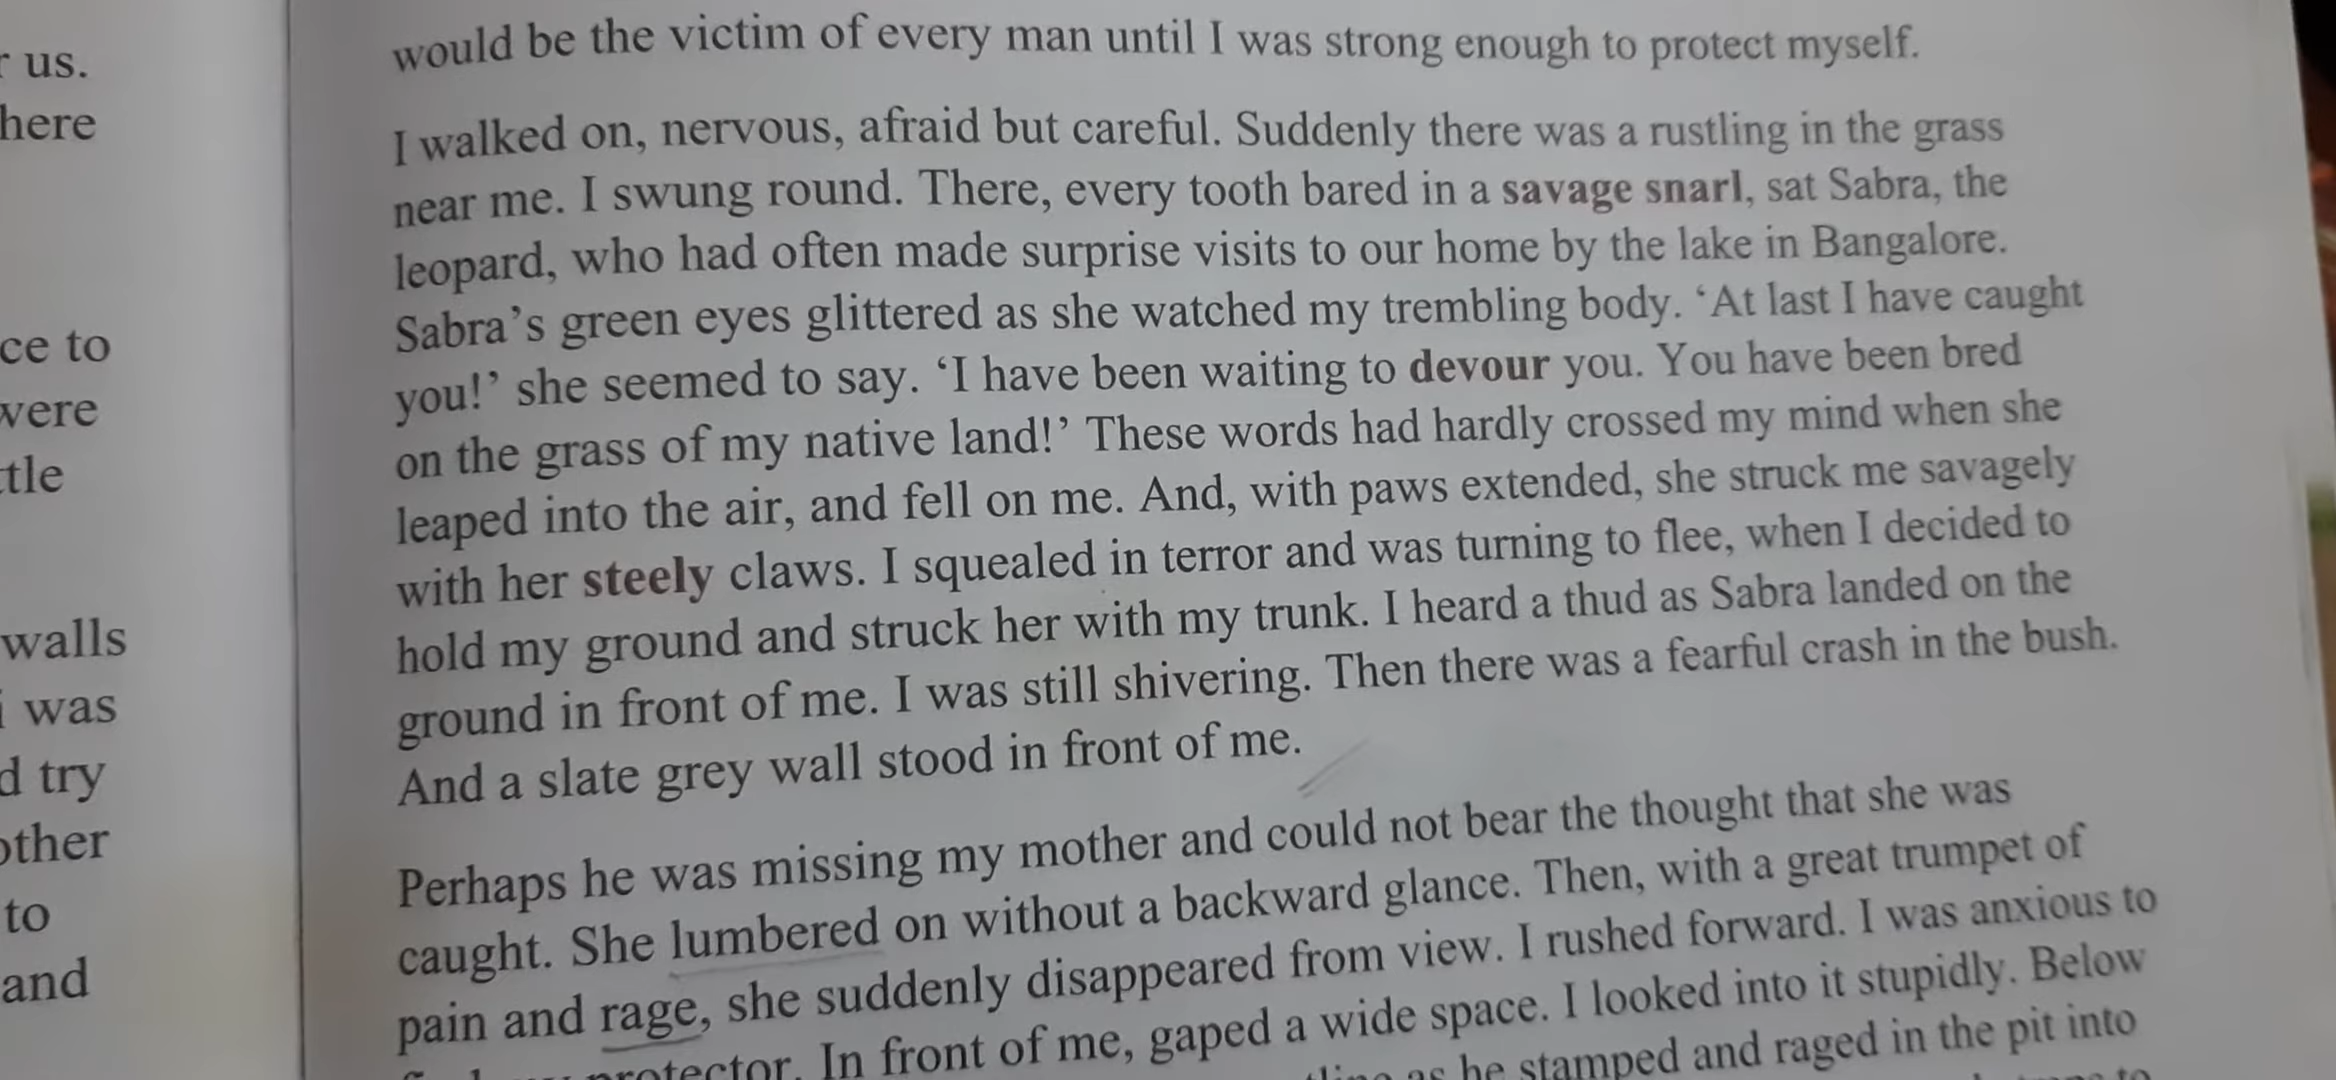 us.
here
ce to
were
tle
walls
was
d try
other
to
and
would be the victim of every man until I was strong enough to protect myself.
I walked on, nervous, afraid but careful. Suddenly there was a rustling in the grass
near me. I swung round. There, every tooth bared in a savage snarl, sat Sabra, the
leopard, who had often made surprise visits to our home by the lake in Bangalore.
Sabra's green eyes glittered as she watched my trembling body. ‘At last I have caught
you!’ she seemed to say. ‘I have been waiting to devour you. You have been bred
on the grass of my native land!’ These words had hardly crossed my mind when she
leaped into the air, and fell on me. And, with paws extended, she struck me savagely
with her steely claws. I squealed in terror and was turning to flee, when I decided to
hold my ground and struck her with my trunk. I heard a thud as Sabra landed on the
ground in front of me. I was still shivering. Then there was a fearful crash in the bush.
And a slate grey wall stood in front of me.
Perhaps he was missing my mother and could not bear the thought that she was
caught. She lumbered on without a backward glance. Then, with a great trumpet of
pain and rage, she suddenly disappeared from view. I rushed forward. I was anxious to
protector. In front of me, gaped a wide space. I looked into it stupidly. Below
as he stamped and raged in the pit into